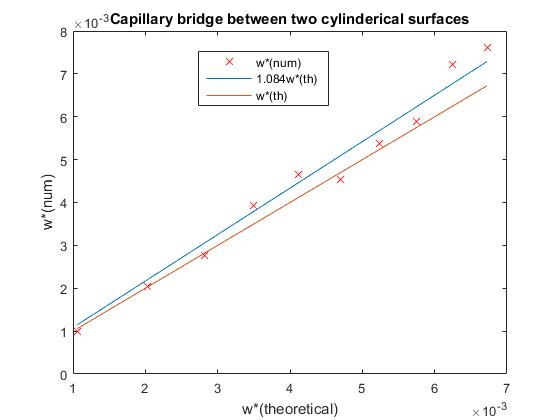 ×10⁻³ Capillary bridge between two cylinderical surfaces
8
7
6
5
4
3
2
1
0
w*(num)
w*(num)
1.084w*(th)
w*(th)
1 2 3 4 5 6 7
w*(theoretical) ×10⁻³